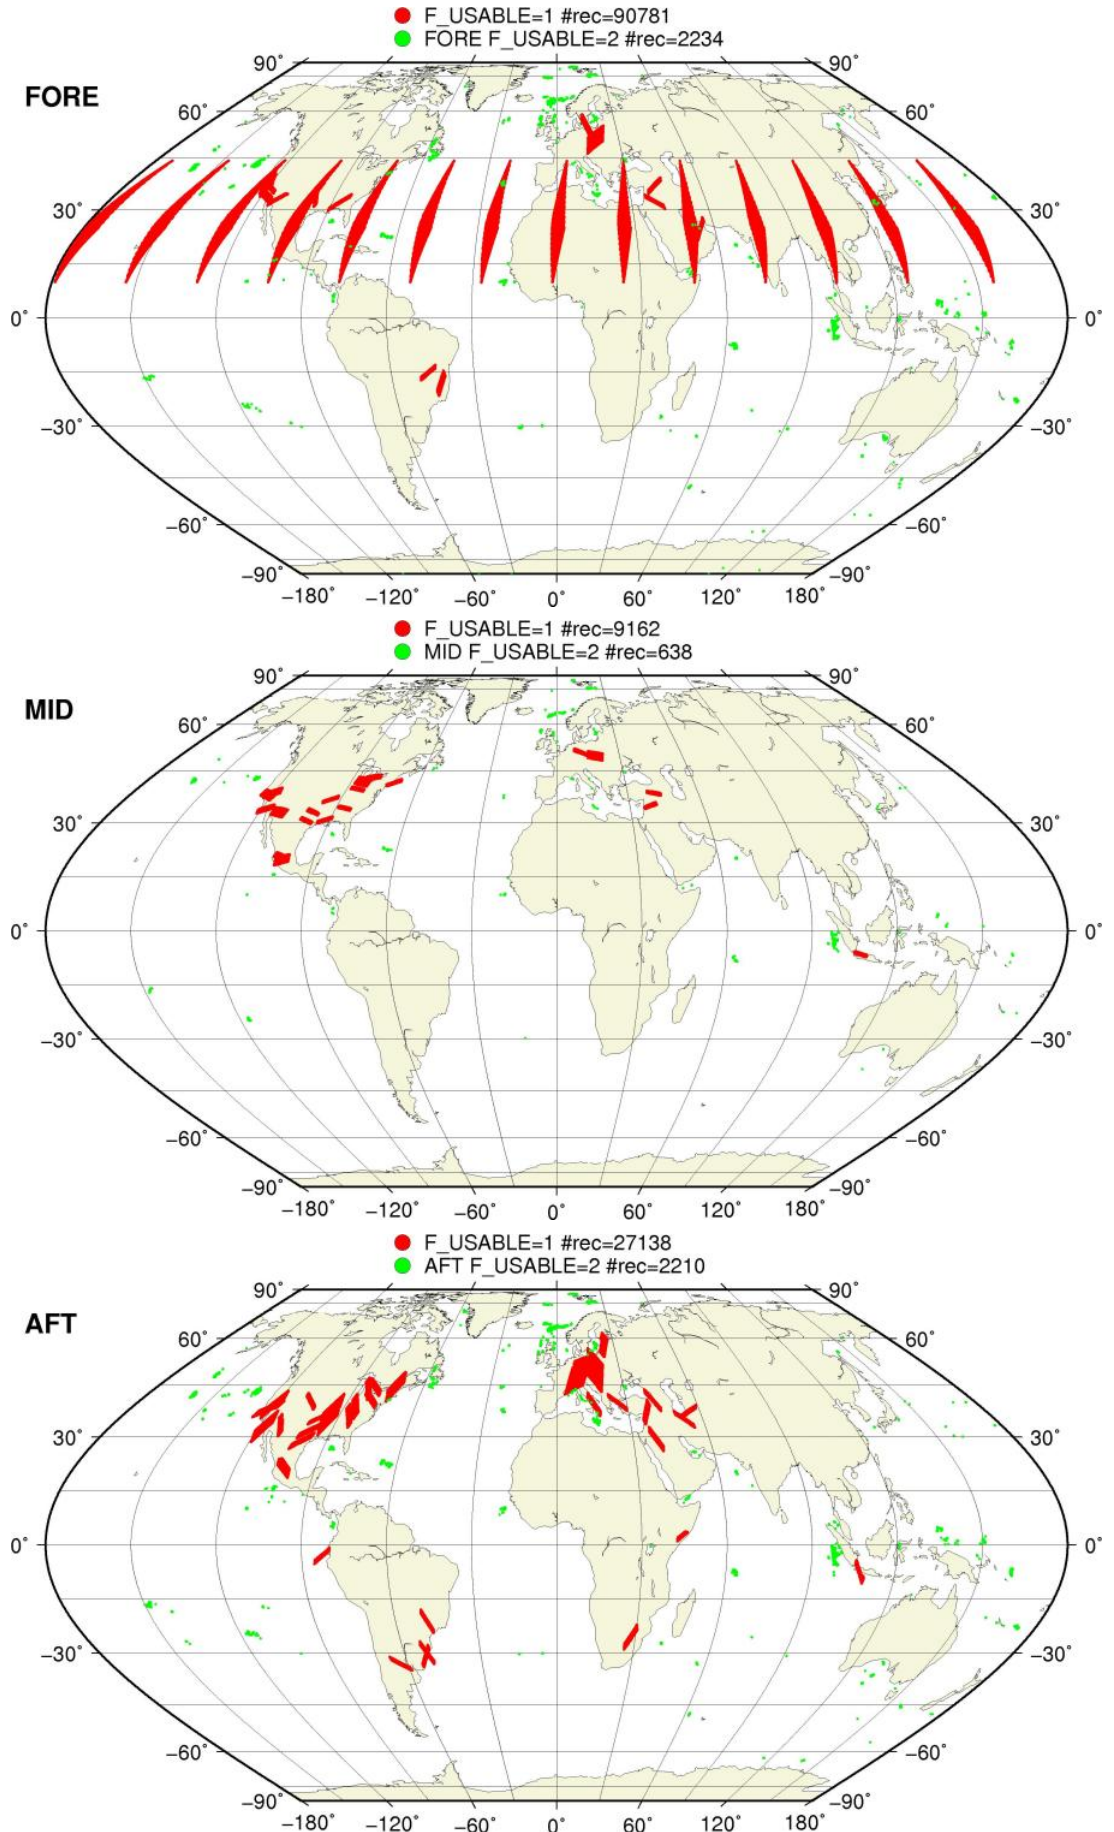 F_USABLE=1 #rec=90781
FORE F_USABLE=2 #rec=2234
FORE
90° 90°
60° 60°
30° 30°
0° 0°
−30° −30°
−60° −60°
−90° −90°
−180° −120° −60° 0° 60° 120° 180°
F_USABLE=1 #rec=9162
MID F_USABLE=2 #rec=638
90° 90°
MID
60° 60°
30° 30°
0° 0°
−30° −30°
−60° −60°
−90° −90°
−180° −120° −60° 0° 60° 120° 180°
F_USABLE=1 #rec=27138
AFT F_USABLE=2 #rec=2210
90° 90°
AFT
60° 60°
30° 30°
0° 0°
−30° −30°
−60° −60°
−90° −90°
−180° −120° −60° 0° 60° 120° 180°